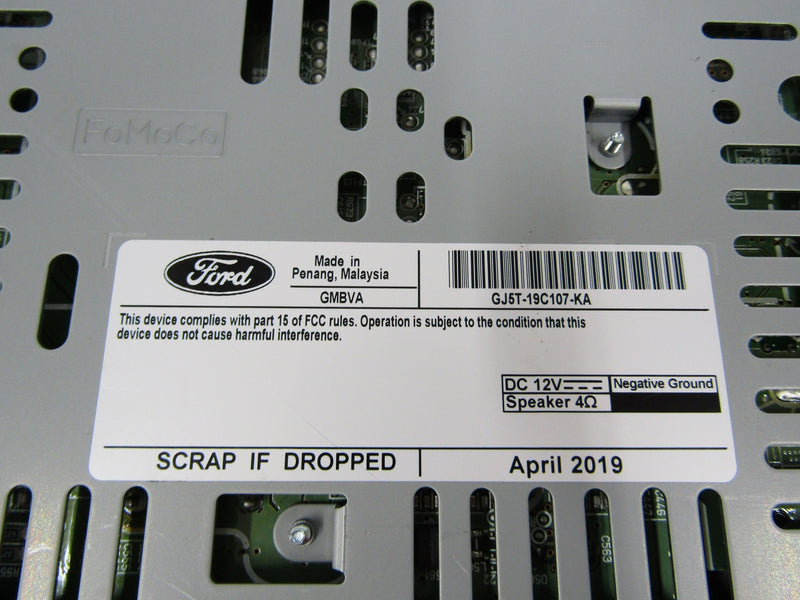 FoMoCo
Ford
Made in
Penang, Malaysia
GMBVA
GJ5T-19C107-KA
This device complies with part 15 of FCC rules. Operation is subject to the condition that this
device does not cause harmful interference.
DC 12V
Negative Ground
Speaker 4Ω
SCRAP IF DROPPED
April 2019
C446
C563